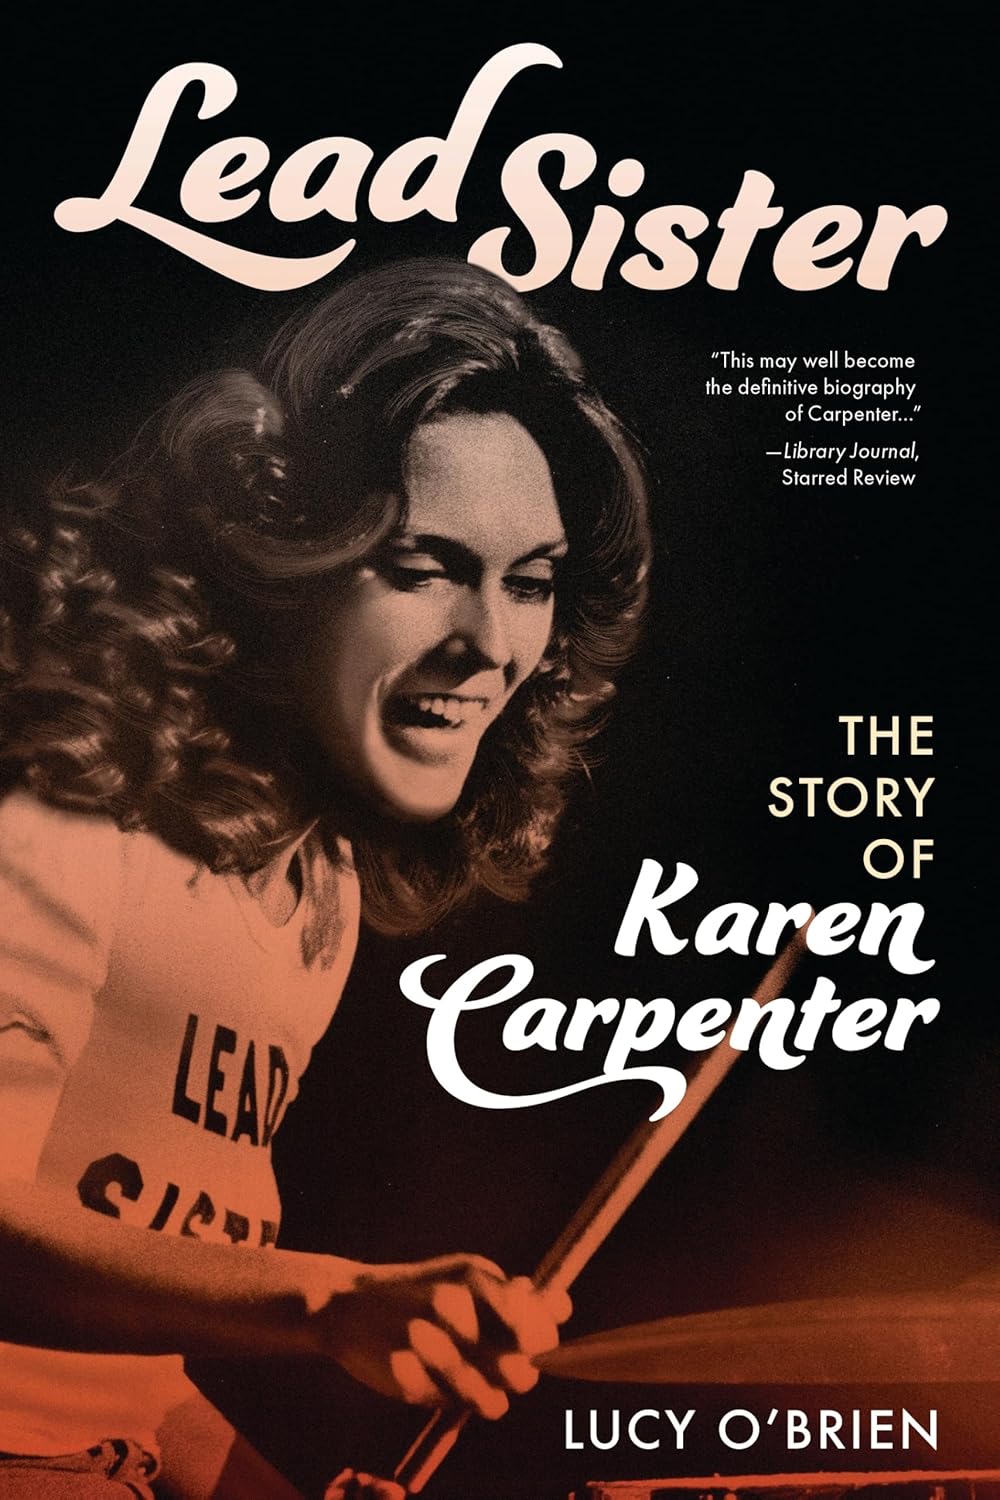 Lead Sister
“This may well become
the definitive biography
of Carpenter...”
—Library Journal,
Starred Review
THE
STORY
OF
Karen
Carpenter
LEAD
SISTE
LUCY O’BRIEN